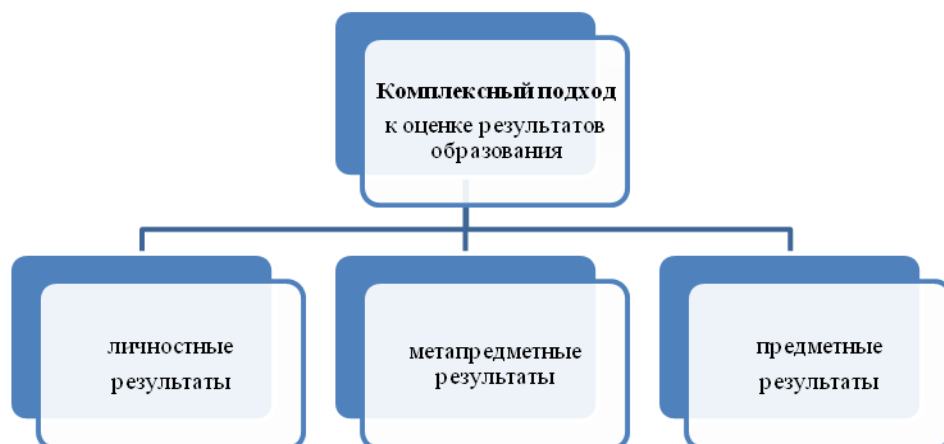 Комплексный подход
к оценке результатов
образования
личностные
результаты
метапредметные
результаты
предметные
результаты